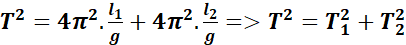 T² = 4π².l₁/g + 4π².l₂/g => T² = T₁² + T₂²